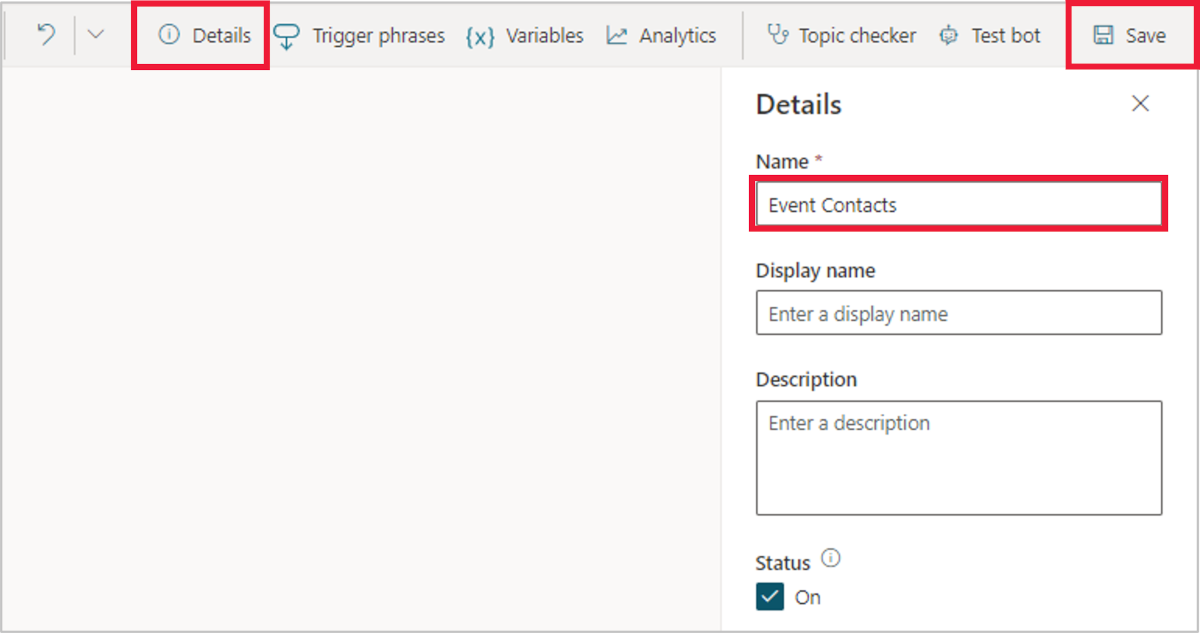 Details Trigger phrases {x} Variables Analytics Topic checker Test bot Save
Details
Name *
Event Contacts
Display name
Enter a display name
Description
Enter a description
Status
On